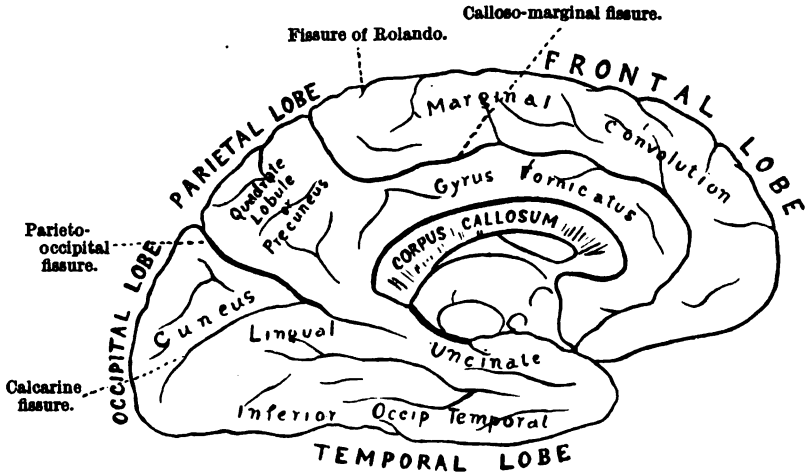 Calloso-marginal fissure.
Fissure of Rolando.
FRONTAL LOBE
PARIETAL LOBE
Marginal Convolution
Quadrate
Lobule
or
Precuneus
Gyrus Fornicatus
CORPUS CALLOSUM
Parieto-
occipital
fissure.
OCCIPITAL LOBE
Cuneus
Lingual
Uncinate
Calcarine
fissure.
Inferior Occip Temporal
TEMPORAL LOBE